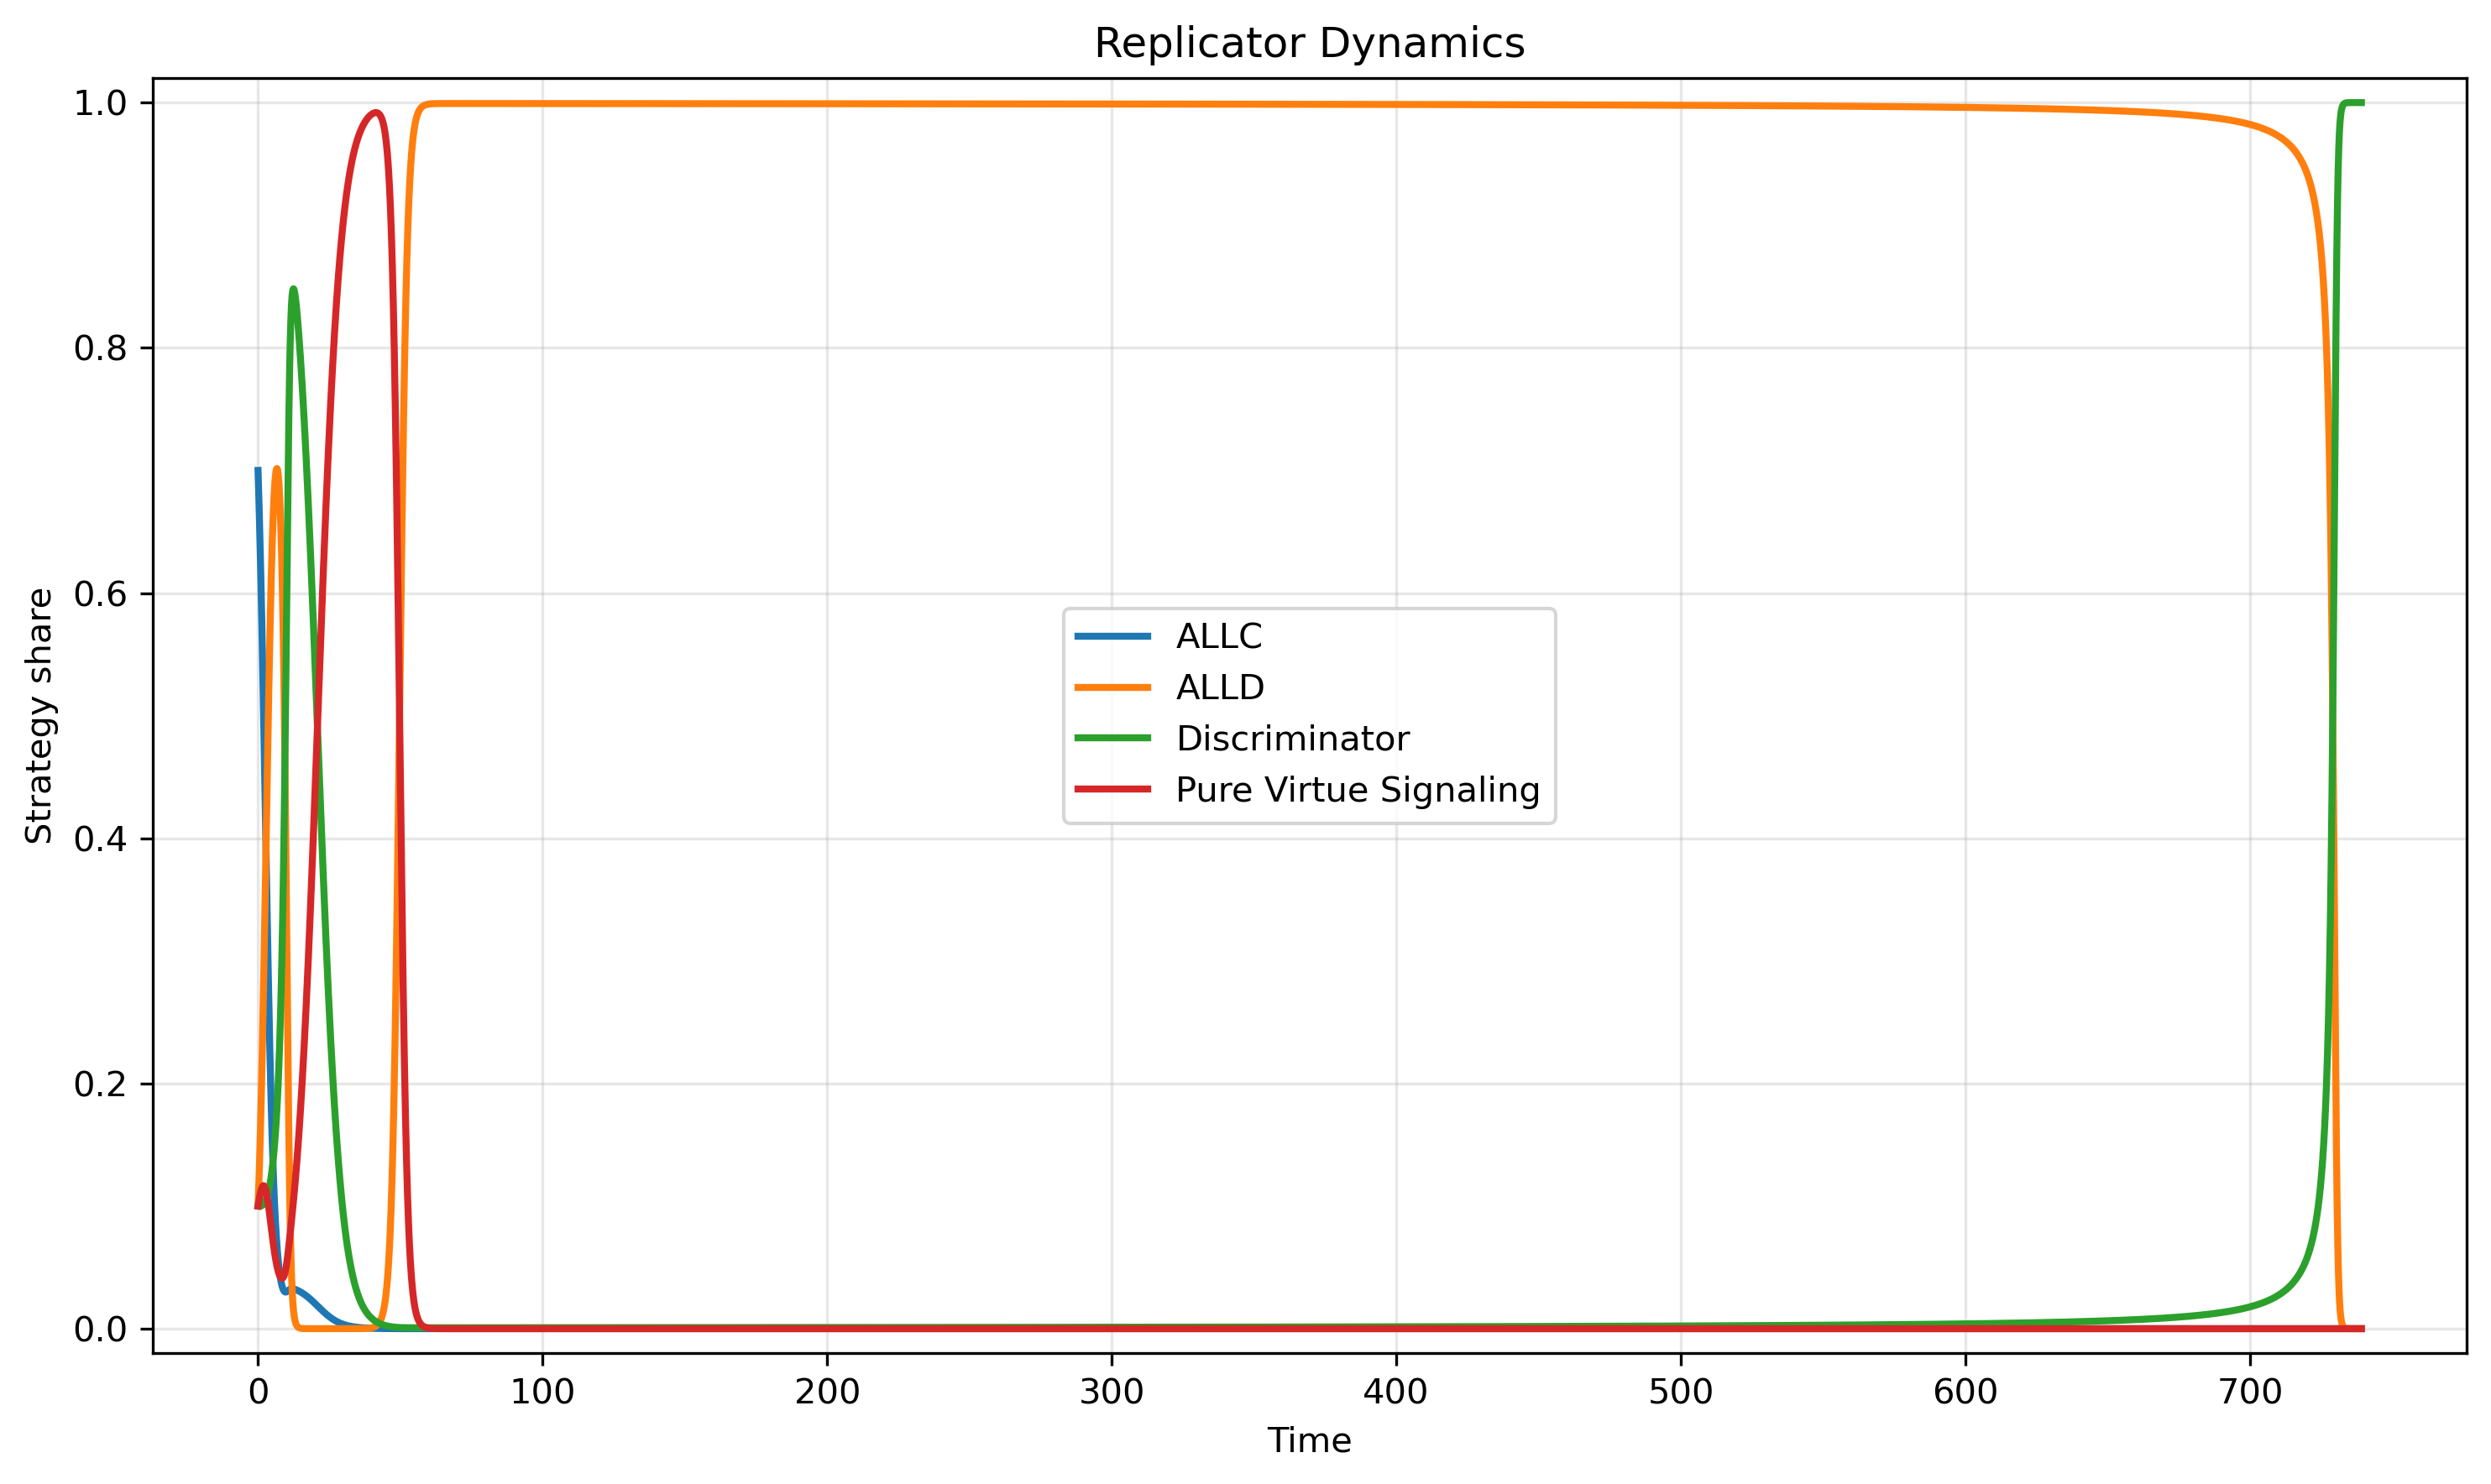 Replicator Dynamics
1.0
0.8
0.6
0.4
0.2
0.0
Strategy share
ALLC
ALLD
Discriminator
Pure Virtue Signaling
0 100 200 300 400 500 600 700
Time